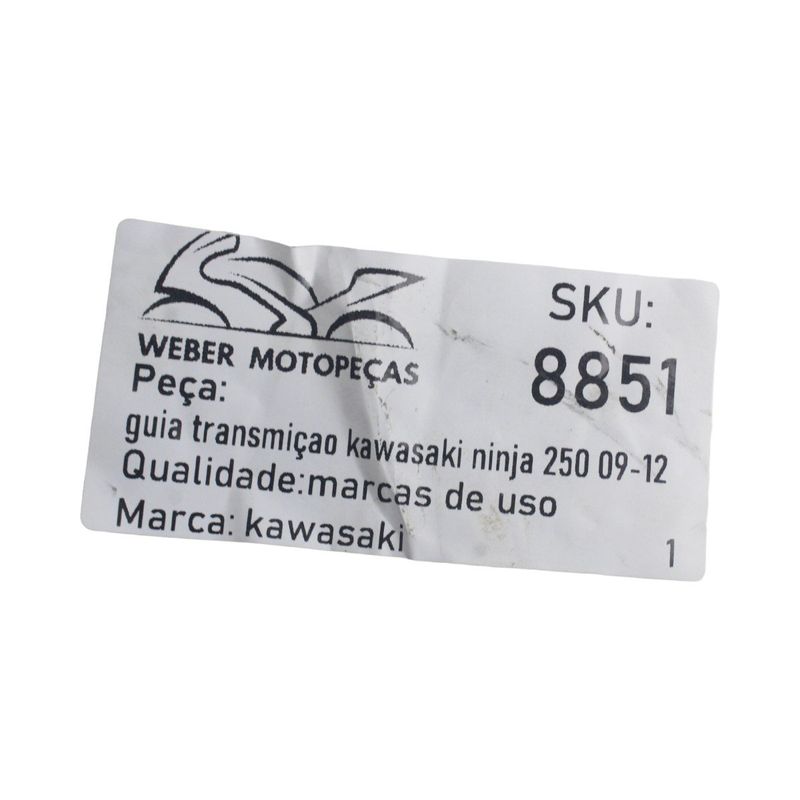 SKU:
8851
WEBER MOTOPEÇAS
Peça:
guia transmiçao kawasaki ninja 250 09-12
Qualidade:marcas de uso
Marca: kawasaki
1